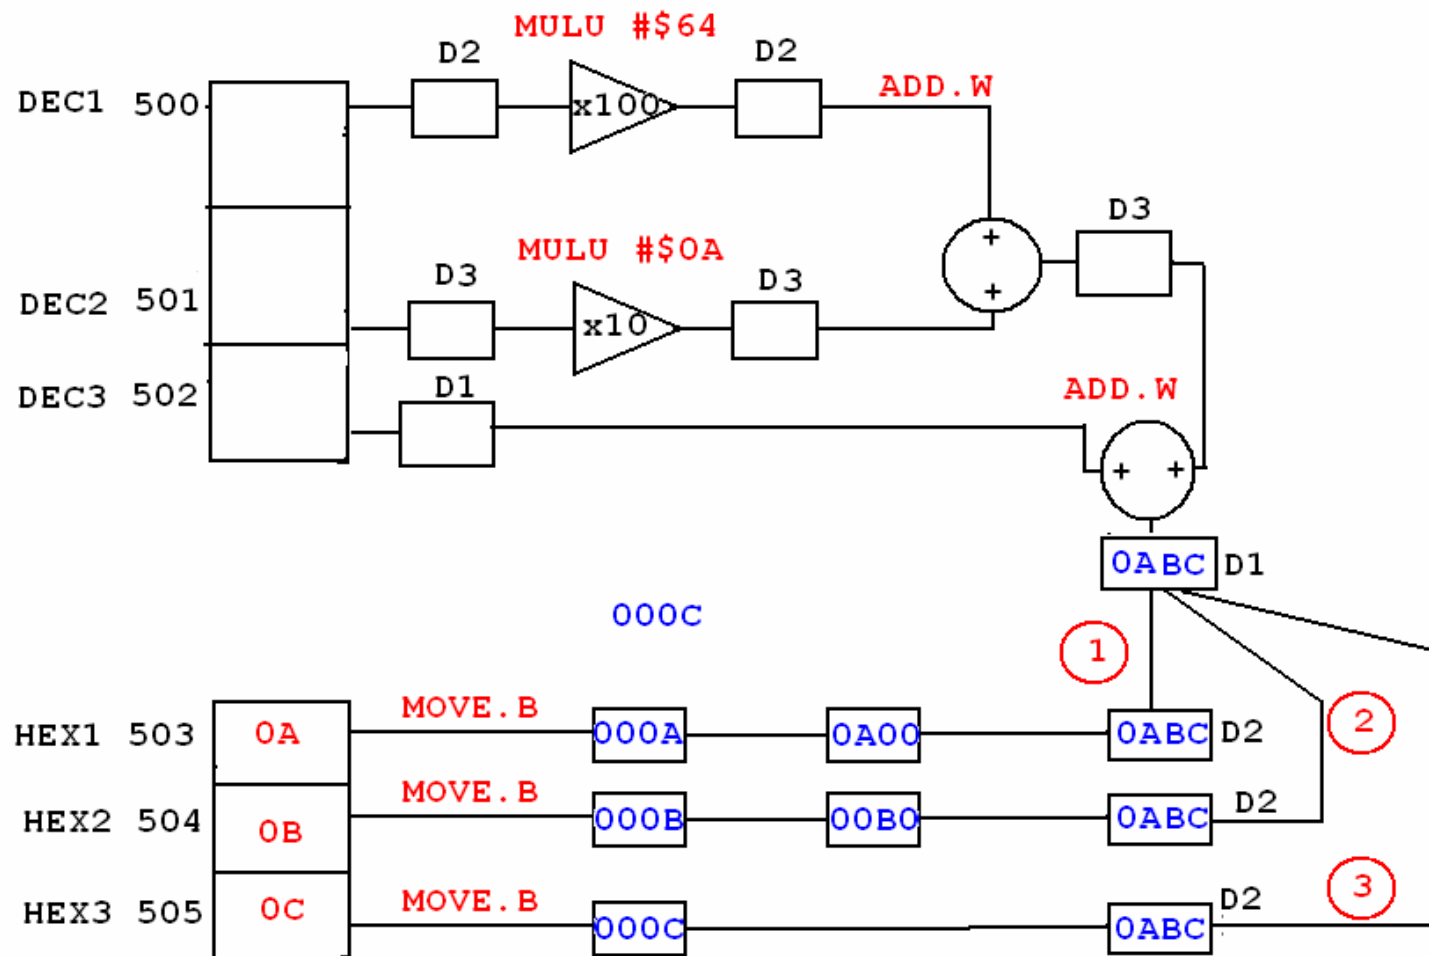 MULU #$64
D2
D2
DEC1 500
x100
ADD.W
D3
MULU #$0A
+
D3
D3
DEC2 501
x10
+
DEC3 502
D1
ADD.W
+ +
0ABC D1
000C
1
HEX1 503 0A MOVE.B 000A 0A00 0ABC D2
2
HEX2 504 0B MOVE.B 000B 00B0 0ABC D2
HEX3 505 0C MOVE.B 000C 0ABC D2
3